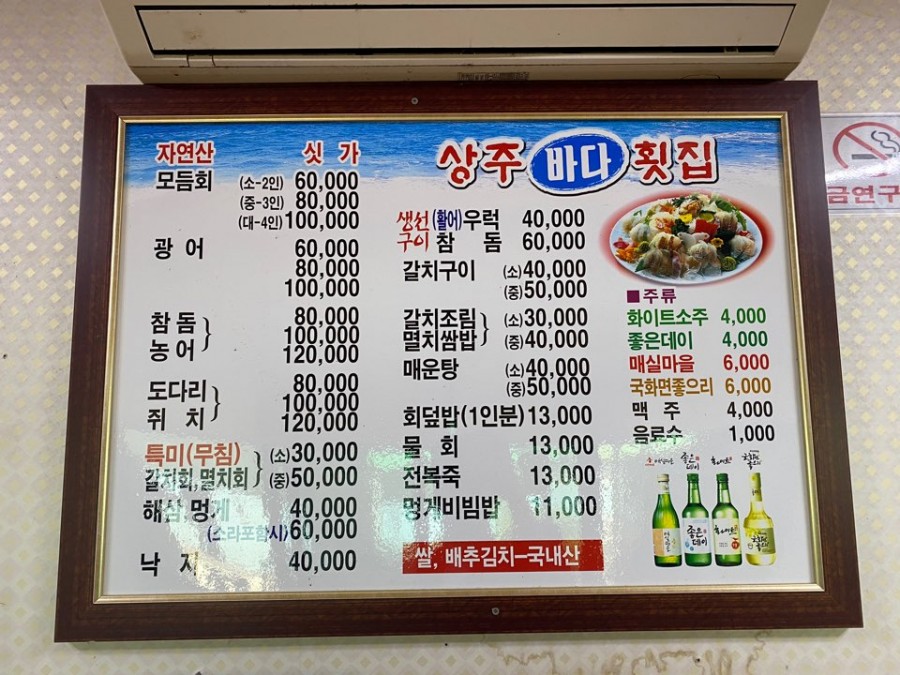 상주 바다 횟집
자연산 싯가
모듬회 (소-2인) 60,000
(중-3인) 80,000
(대-4인) 100,000
광어 60,000
80,000
100,000
참돔 80,000
농어 100,000
120,000
도다리 80,000
쥐치 100,000
120,000
특미(무침) (소) 30,000
갈치회,멸치회 (중) 50,000
해삼,멍게 40,000
(소라포함시) 60,000
낙지 40,000
생선구이 (활어)우럭 40,000
참돔 60,000
갈치구이 (소) 40,000
(중) 50,000
갈치조림 (소) 30,000
멸치쌈밥 (중) 40,000
매운탕 (소) 40,000
(중) 50,000
회덮밥(1인분) 13,000
물회 13,000
전복죽 13,000
멍게비빔밥 11,000
쌀, 배추김치-국내산
■주류
화이트소주 4,000
좋은데이 4,000
매실마을 6,000
국화면좋으리 6,000
맥주 4,000
음료수 1,000
좋은데이
좋은데이
금연구